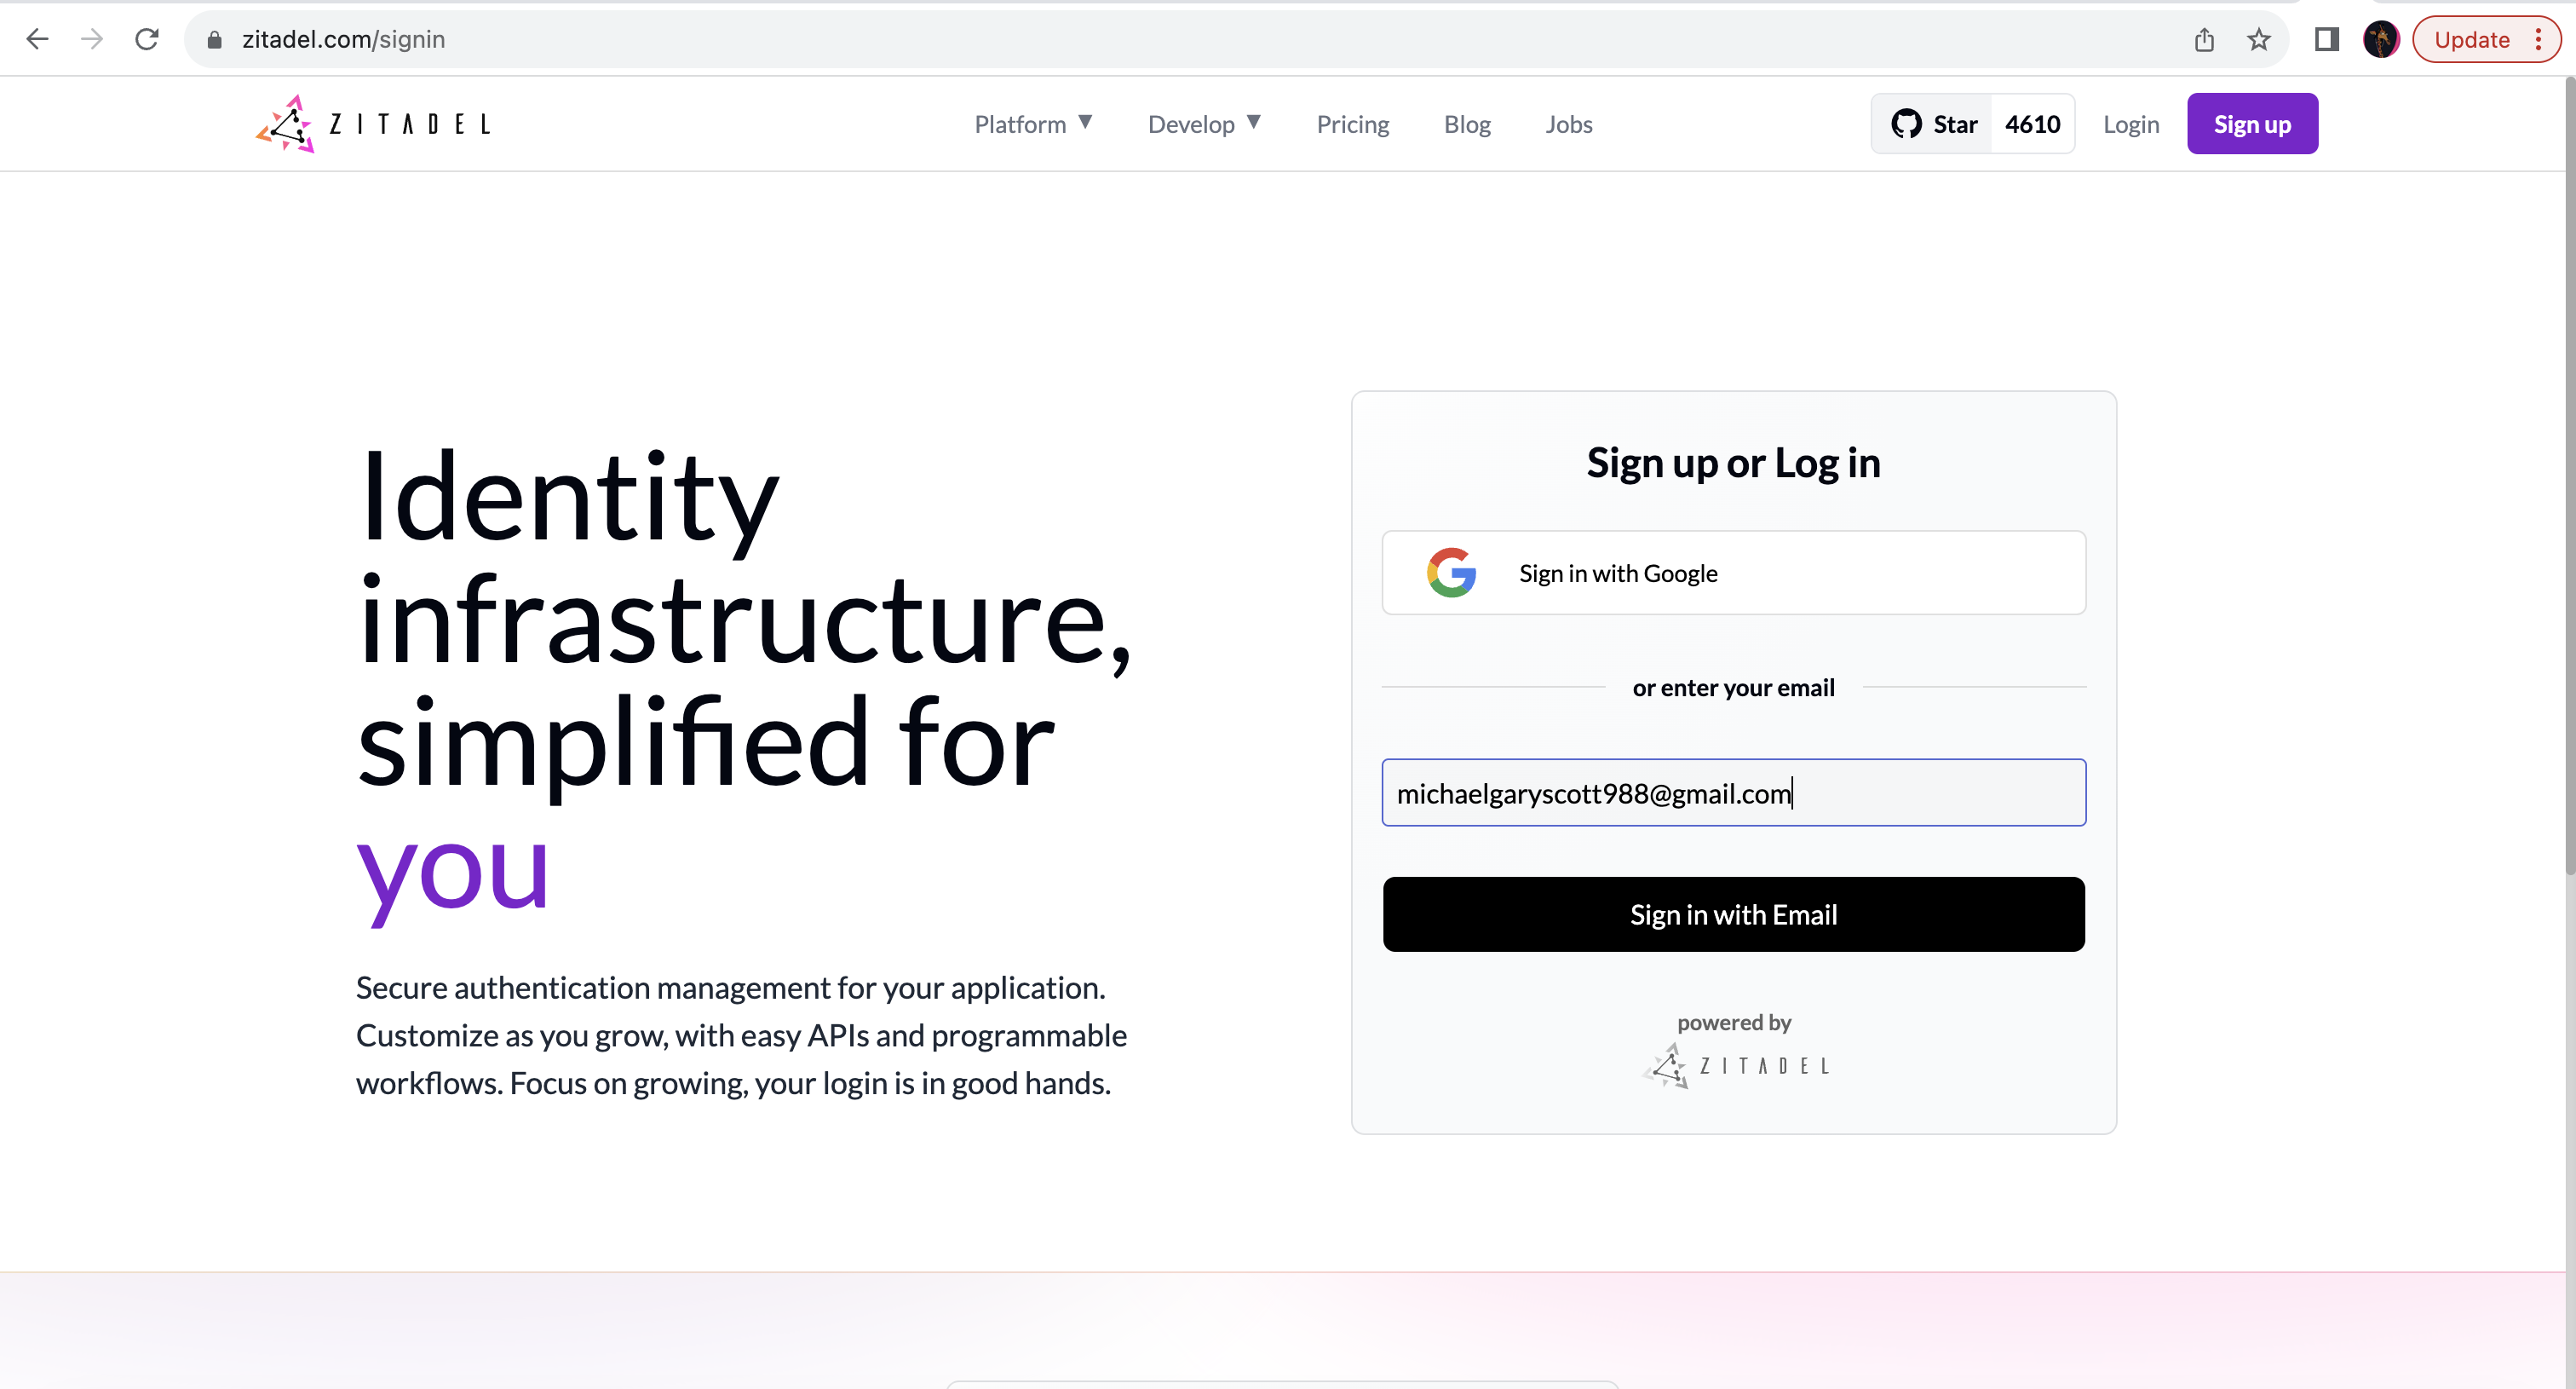 zitadel.com/signin
Update
ZITADEL
Platform
Develop
Pricing
Blog
Jobs
Star 4610
Login
Sign up
Identity
infrastructure,
simplified for
you
Secure authentication management for your application.
Customize as you grow, with easy APIs and programmable
workflows. Focus on growing, your login is in good hands.
Sign up or Log in
Sign in with Google
or enter your email
michaelgaryscott988@gmail.com
Sign in with Email
powered by
ZITADEL